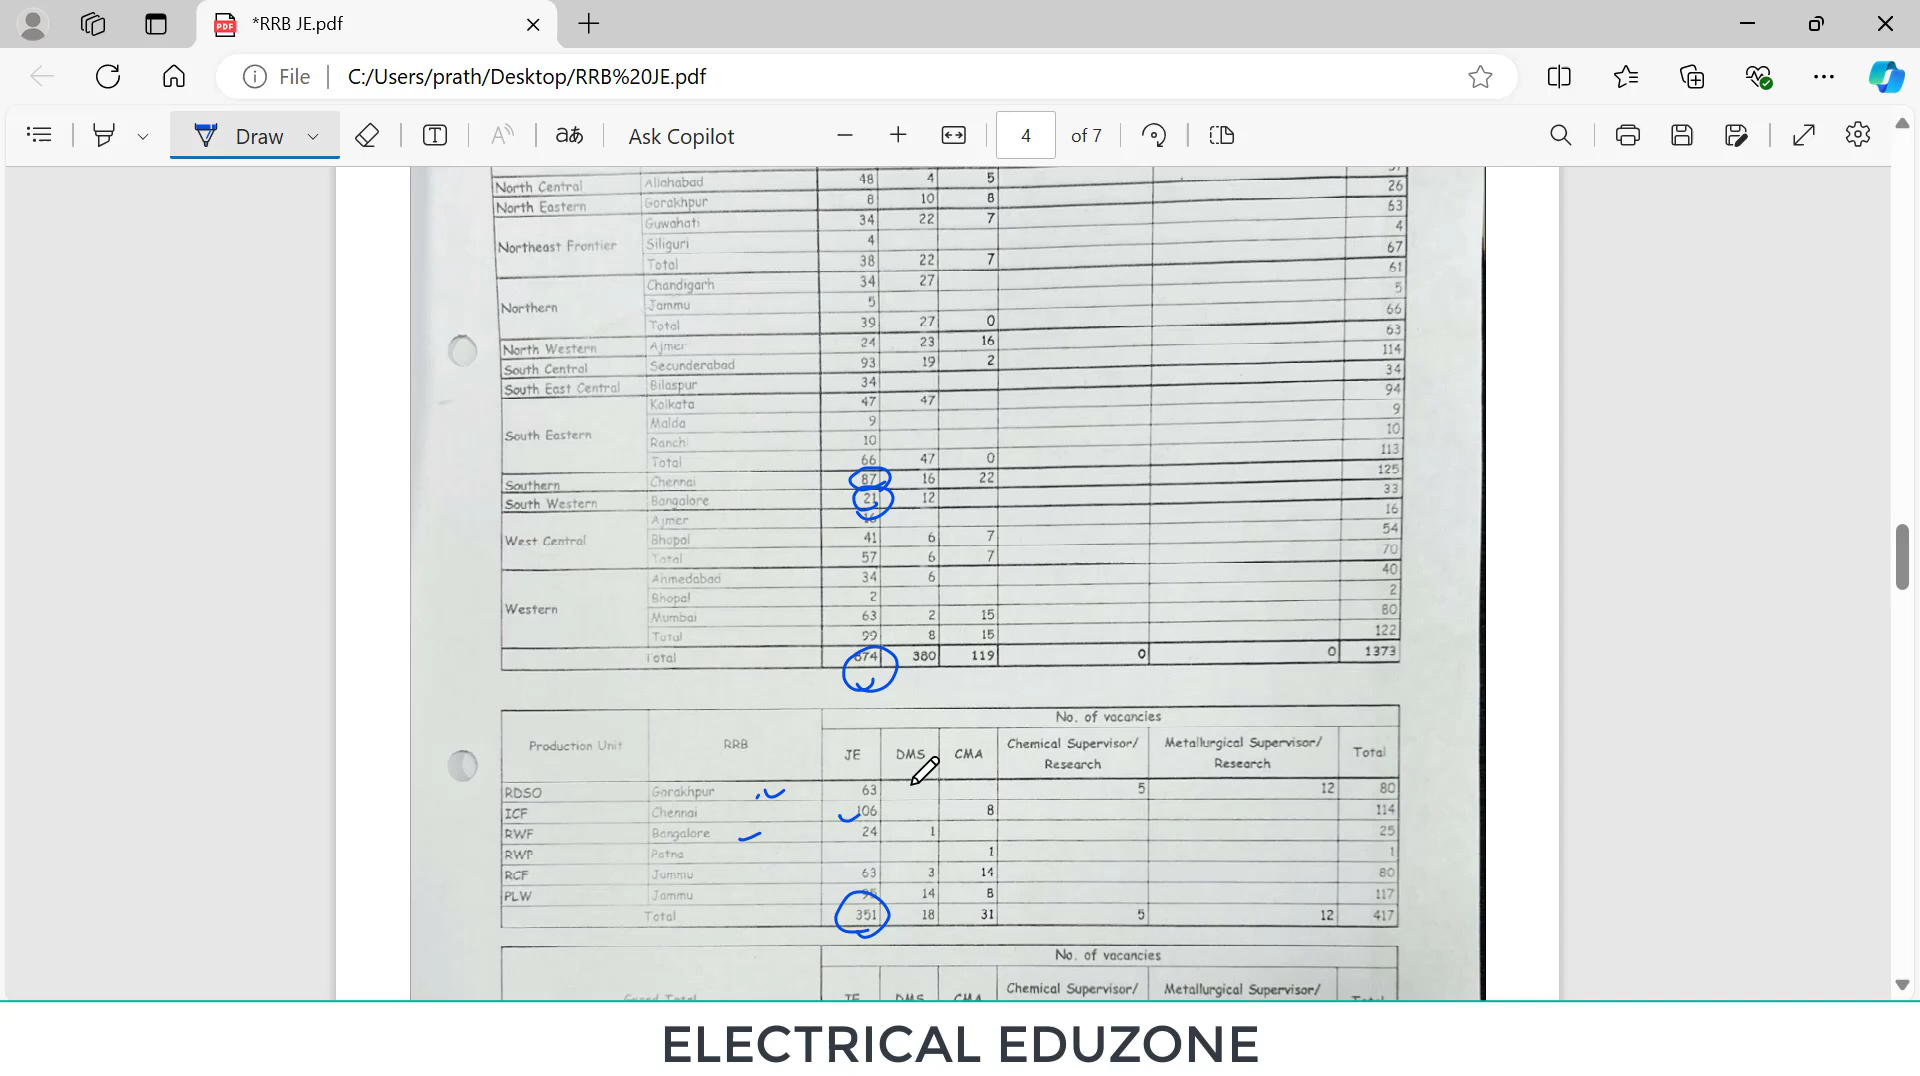 *RRB JE.pdf
File C:/Users/prath/Desktop/RRB%20JE.pdf
Draw Ask Copilot 4 of 7
North Central Allahabad 48 4 5
26
North Eastern Gorakhpur 8 10 8
63
Northeast Frontier Guwahati 34 22 7
4
Siliguri 4
67
Total 38 22 7
61
Northern Chandigarh 34 27
5
Jammu 5
66
Total 39 27 0
63
North Western Ajmer 24 23 16
114
South Central Secunderabad 93 19 2
34
South East Central Bilaspur 34
94
South Eastern Kolkata 47 47
9
Malda 9
10
Ranchi 10
113
Total 66 47 0
125
Southern Chennai 87 16 22
33
South Western Bangalore 21 12
16
West Central Ajmer 16
54
Bhopal 41 6 7
70
Total 57 6 7
40
Western Ahmedabad 34 6
2
Bhopal 2
80
Mumbai 63 2 15
122
Total 99 8 15
Total 874 380 119 0 0 1373
No. of vacancies
Production Unit RRB JE DMS CMA Chemical Supervisor/ Research Metallurgical Supervisor/ Research Total
RDSO Gorakhpur 63 5 12 80
ICF Chennai 106 8 114
RWF Bangalore 24 1 25
RWP Patna 1 1
RCF Jammu 63 3 14 80
PLW Jammu 95 14 8 117
Total 351 18 31 5 12 417
No. of vacancies
Grand Total JE DMS CMA Chemical Supervisor/ Metallurgical Supervisor/ Total
ELECTRICAL EDUZONE